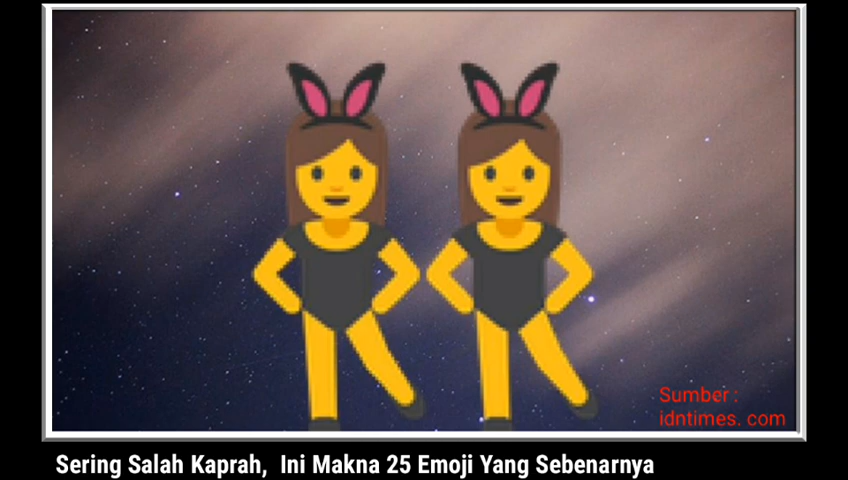 Sumber :
idntimes. com
Sering Salah Kaprah,  Ini Makna 25 Emoji Yang Sebenarnya